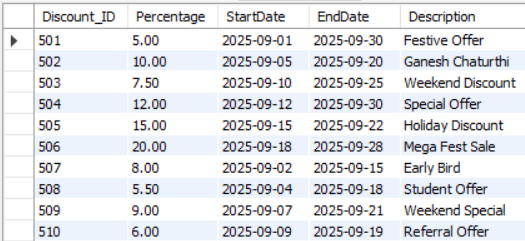 Discount_ID Percentage StartDate EndDate Description
501 5.00 2025-09-01 2025-09-30 Festive Offer
502 10.00 2025-09-05 2025-09-20 Ganesh Chaturthi
503 7.50 2025-09-10 2025-09-25 Weekend Discount
504 12.00 2025-09-12 2025-09-30 Special Offer
505 15.00 2025-09-15 2025-09-22 Holiday Discount
506 20.00 2025-09-18 2025-09-28 Mega Fest Sale
507 8.00 2025-09-02 2025-09-15 Early Bird
508 5.50 2025-09-04 2025-09-18 Student Offer
509 9.00 2025-09-07 2025-09-21 Weekend Special
510 6.00 2025-09-09 2025-09-19 Referral Offer